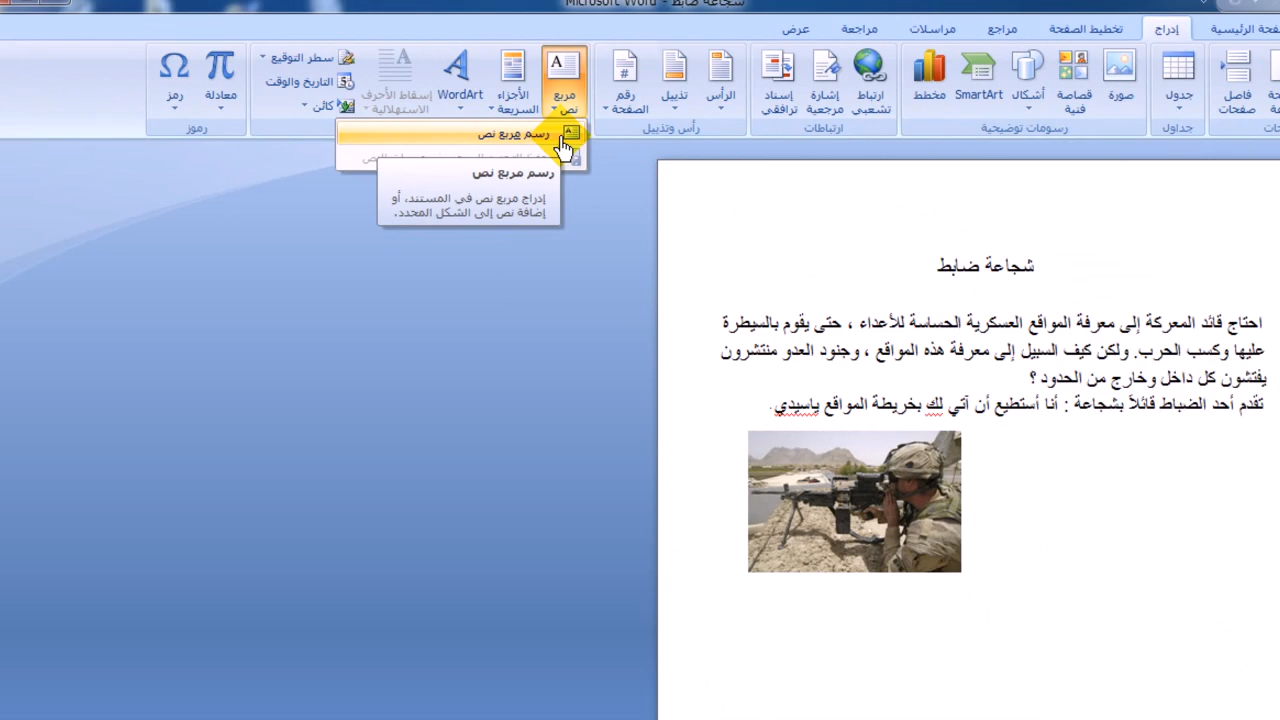 شجاعة ضابط - Microsoft Word
إدراج
تخطيط الصفحة
مراجع
مراسلات
مراجعة
عرض
فاصل صفحات
جدول
صورة
قصاصة فنية
أشكال
SmartArt
مخطط
ارتباط تشعبي
إشارة مرجعية
إسناد ترافقي
الرأس
تذييل
رقم الصفحة
مربع نص
الأجزاء السريعة
WordArt
إسقاط الأحرف الاستهلالية
سطر التوقيع
التاريخ والوقت
كائن
π معادلة
Ω رمز
جداول
رسومات توضيحية
ارتباطات
رأس وتذييل
رموز
رسم مربع نص
رسم مربع نص
إدراج مربع نص في المستند، أو
إضافة نص إلى الشكل المحدد.
شجاعة ضابط
احتاج قائد المعركة إلى معرفة المواقع العسكرية الحساسة للأعداء ، حتى يقوم بالسيطرة
عليها وكسب الحرب. ولكن كيف السبيل إلى معرفة هذه المواقع ، وجنود العدو منتشرون
يفتشون كل داخل وخارج من الحدود ؟
تقدم أحد الضباط قائلاً بشجاعة : أنا أستطيع أن آتي لك بخريطة المواقع ياسيدي.